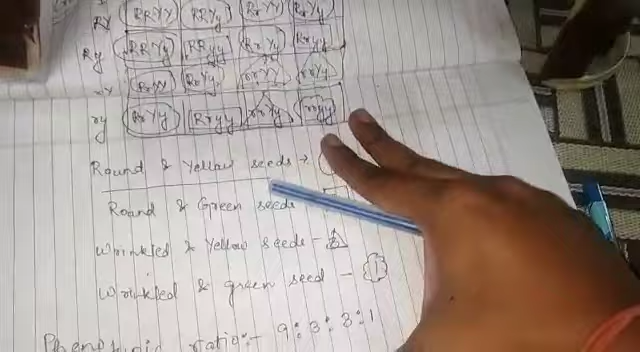 RY RRYY RRYy RrYY RrYy
Ry RRYy RRyy RrYy Rryy
rY RrYY RrYy rrYY rrYy
ry RrYy Rryy rrYy rryy
Round & Yellow seeds →
Round & Green seeds
Wrinkled & Yellow seeds -
Wrinkled & green seed - 1
Phenotypic ratio:- 9:3:3:1